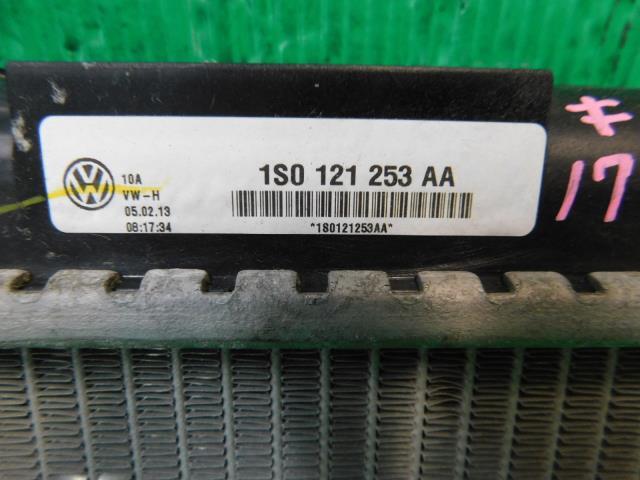 10A
VW-H
05.02.13
08:17:34
1S0 121 253 AA
*1S0121253AA*
キ
17